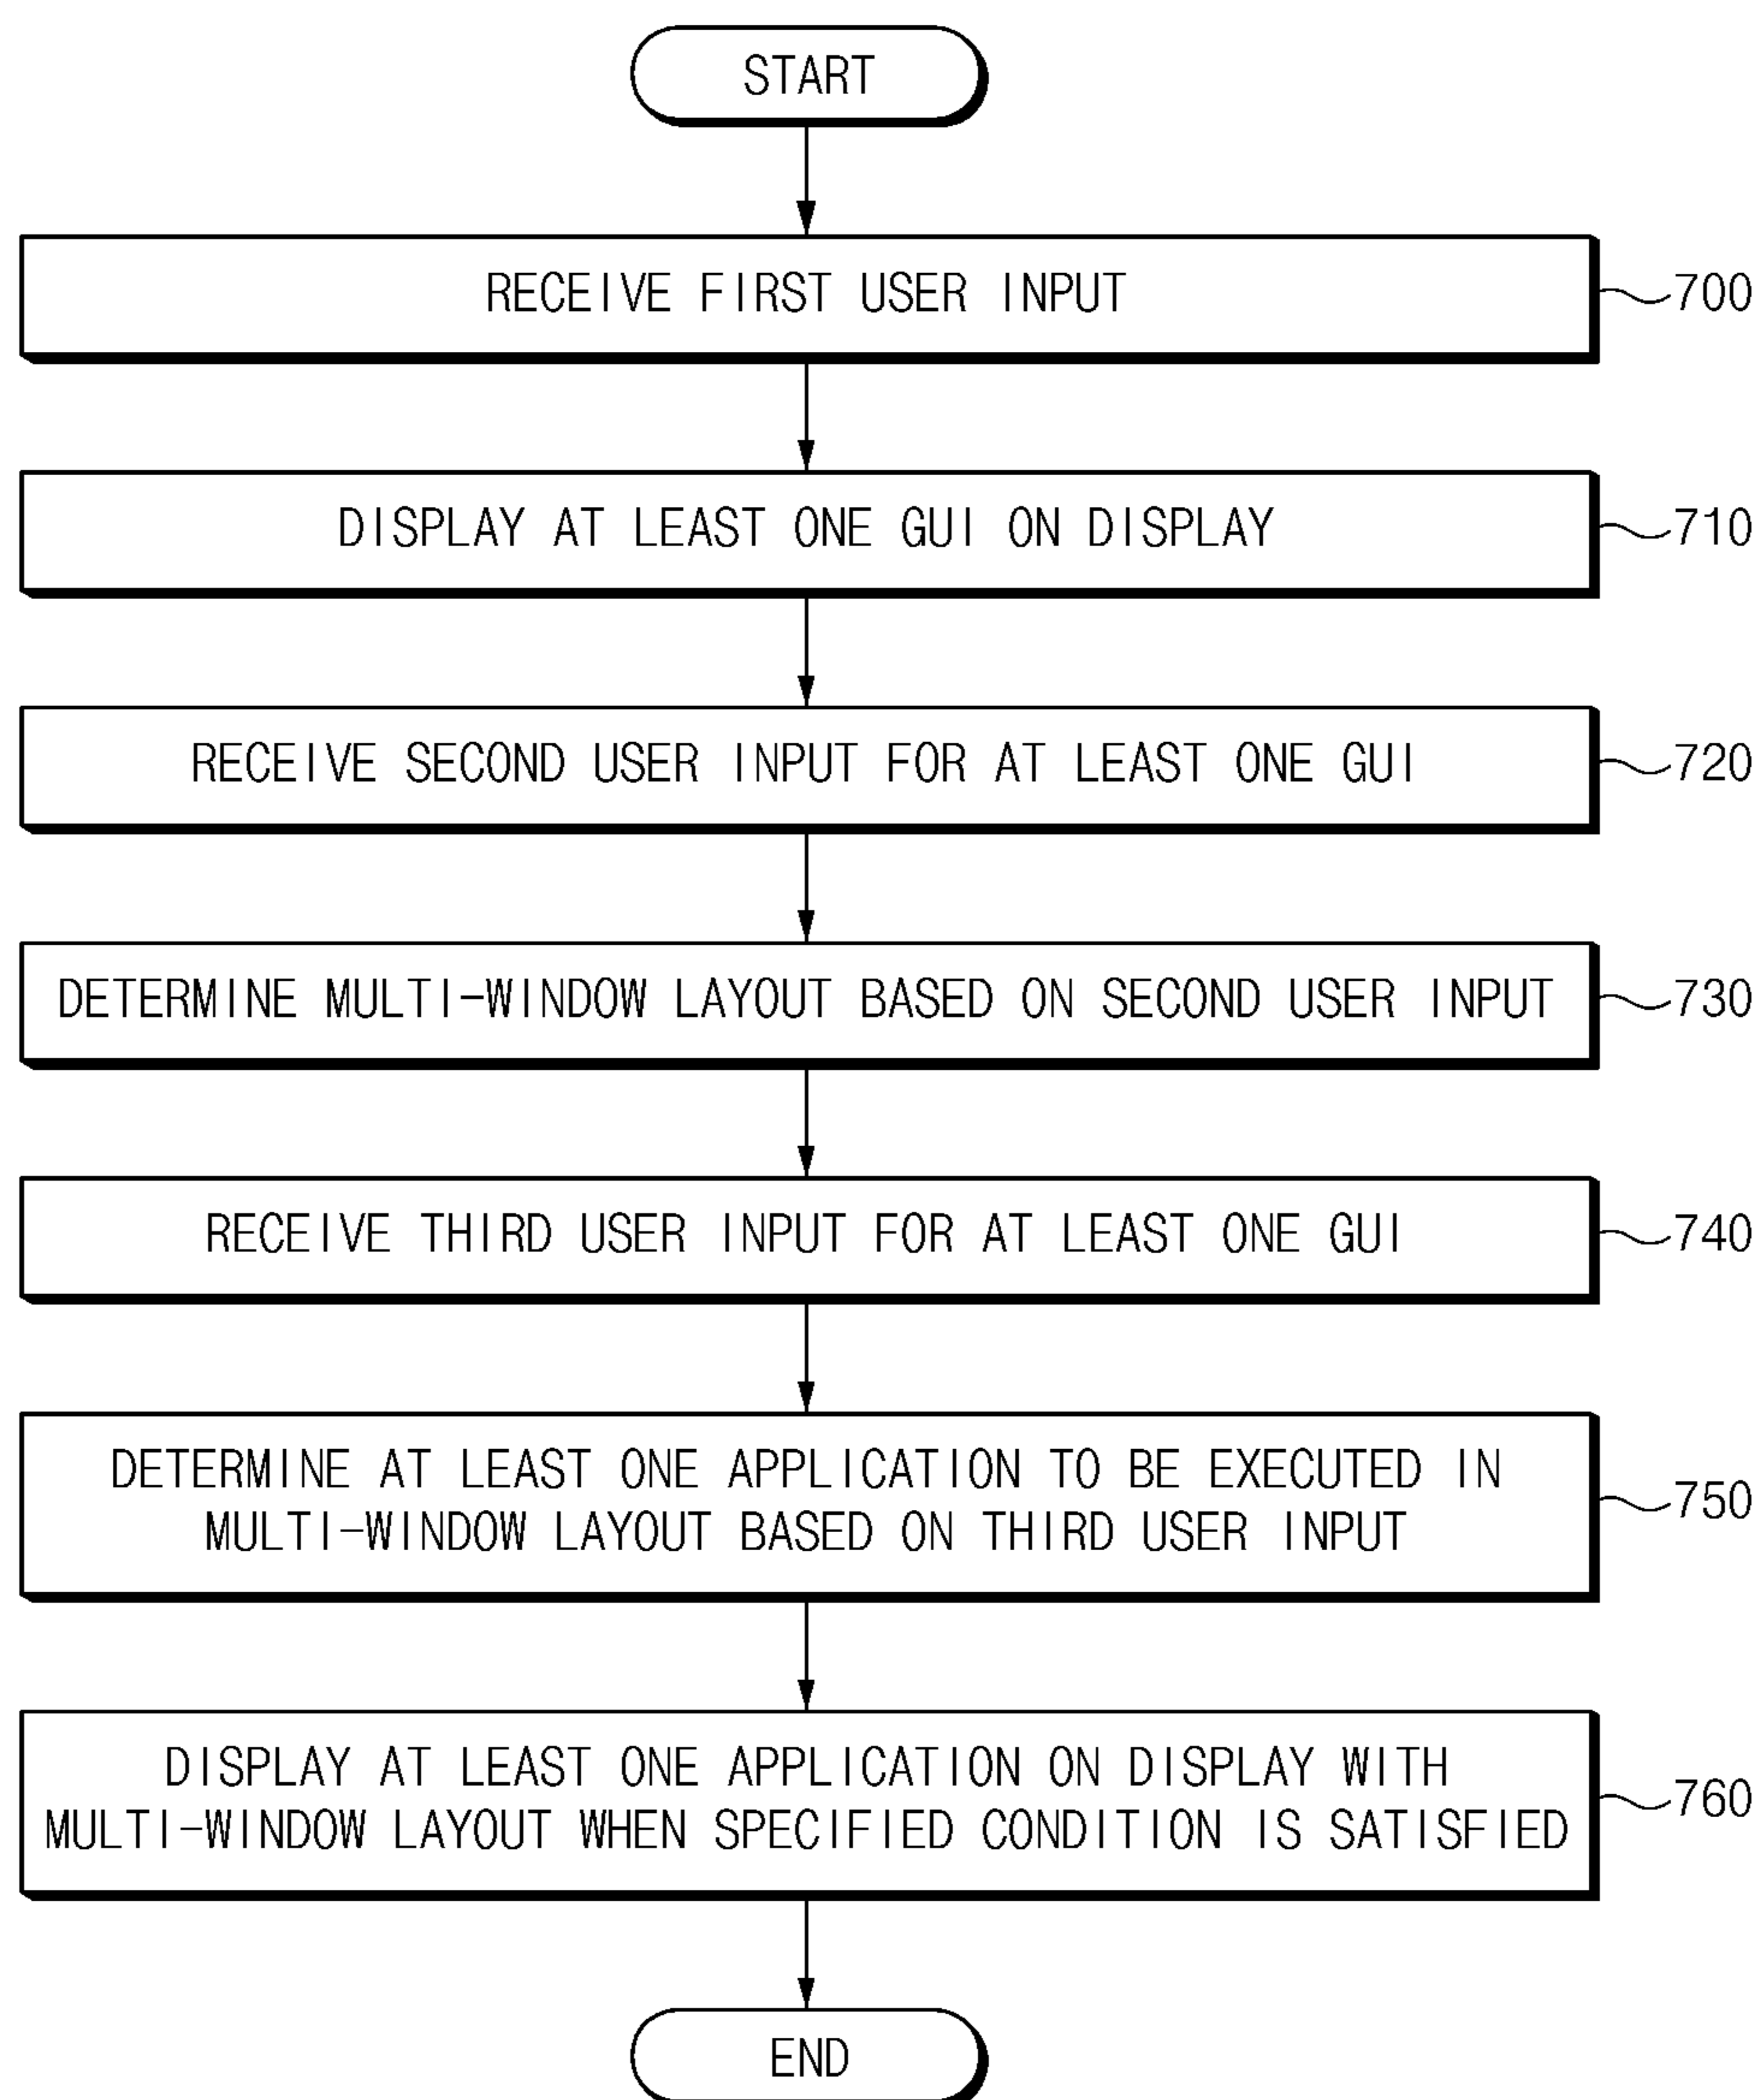 START
RECEIVE FIRST USER INPUT
700
DISPLAY AT LEAST ONE GUI ON DISPLAY
710
RECEIVE SECOND USER INPUT FOR AT LEAST ONE GUI
720
DETERMINE MULTI-WINDOW LAYOUT BASED ON SECOND USER INPUT
730
RECEIVE THIRD USER INPUT FOR AT LEAST ONE GUI
740
DETERMINE AT LEAST ONE APPLICATION TO BE EXECUTED IN
MULTI-WINDOW LAYOUT BASED ON THIRD USER INPUT
750
DISPLAY AT LEAST ONE APPLICATION ON DISPLAY WITH
MULTI-WINDOW LAYOUT WHEN SPECIFIED CONDITION IS SATISFIED
760
END